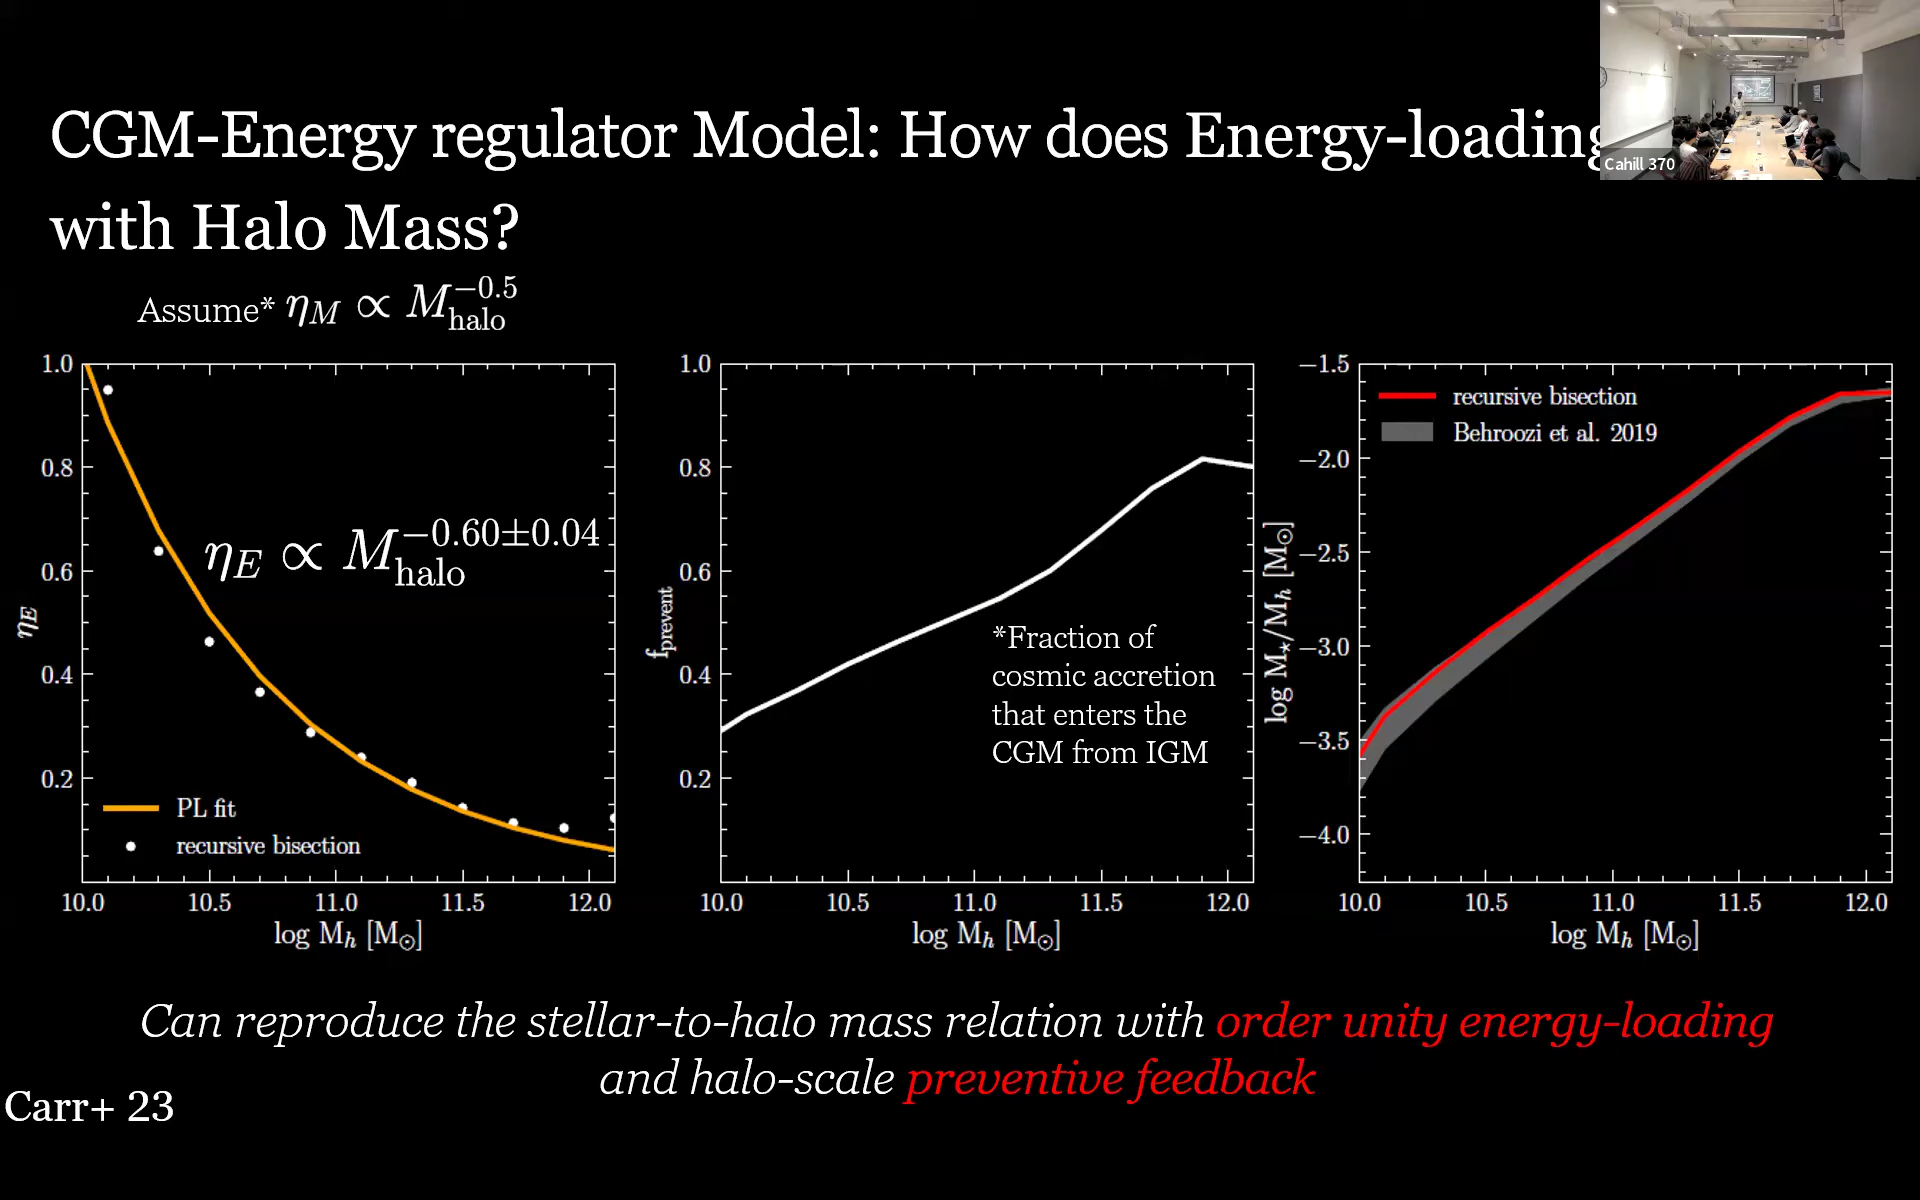 CGM-Energy regulator Model: How does Energy-loading
with Halo Mass?
Cahill 370
Assume* η_M ∝ M_halo^−0.5
1.0
0.8
0.6
0.4
0.2
η_E
η_E ∝ M_halo^−0.60±0.04
PL fit
recursive bisection
10.0 10.5 11.0 11.5 12.0
log M_h [M_⊙]
1.0
0.8
0.6
0.4
0.2
f_prevent
*Fraction of
cosmic accretion
that enters the
CGM from IGM
10.0 10.5 11.0 11.5 12.0
log M_h [M_⊙]
−1.5
−2.0
−2.5
−3.0
−3.5
−4.0
log M_⋆/M_h [M_⊙]
recursive bisection
Behroozi et al. 2019
10.0 10.5 11.0 11.5 12.0
log M_h [M_⊙]
Can reproduce the stellar-to-halo mass relation with order unity energy-loading
and halo-scale preventive feedback
Carr+ 23